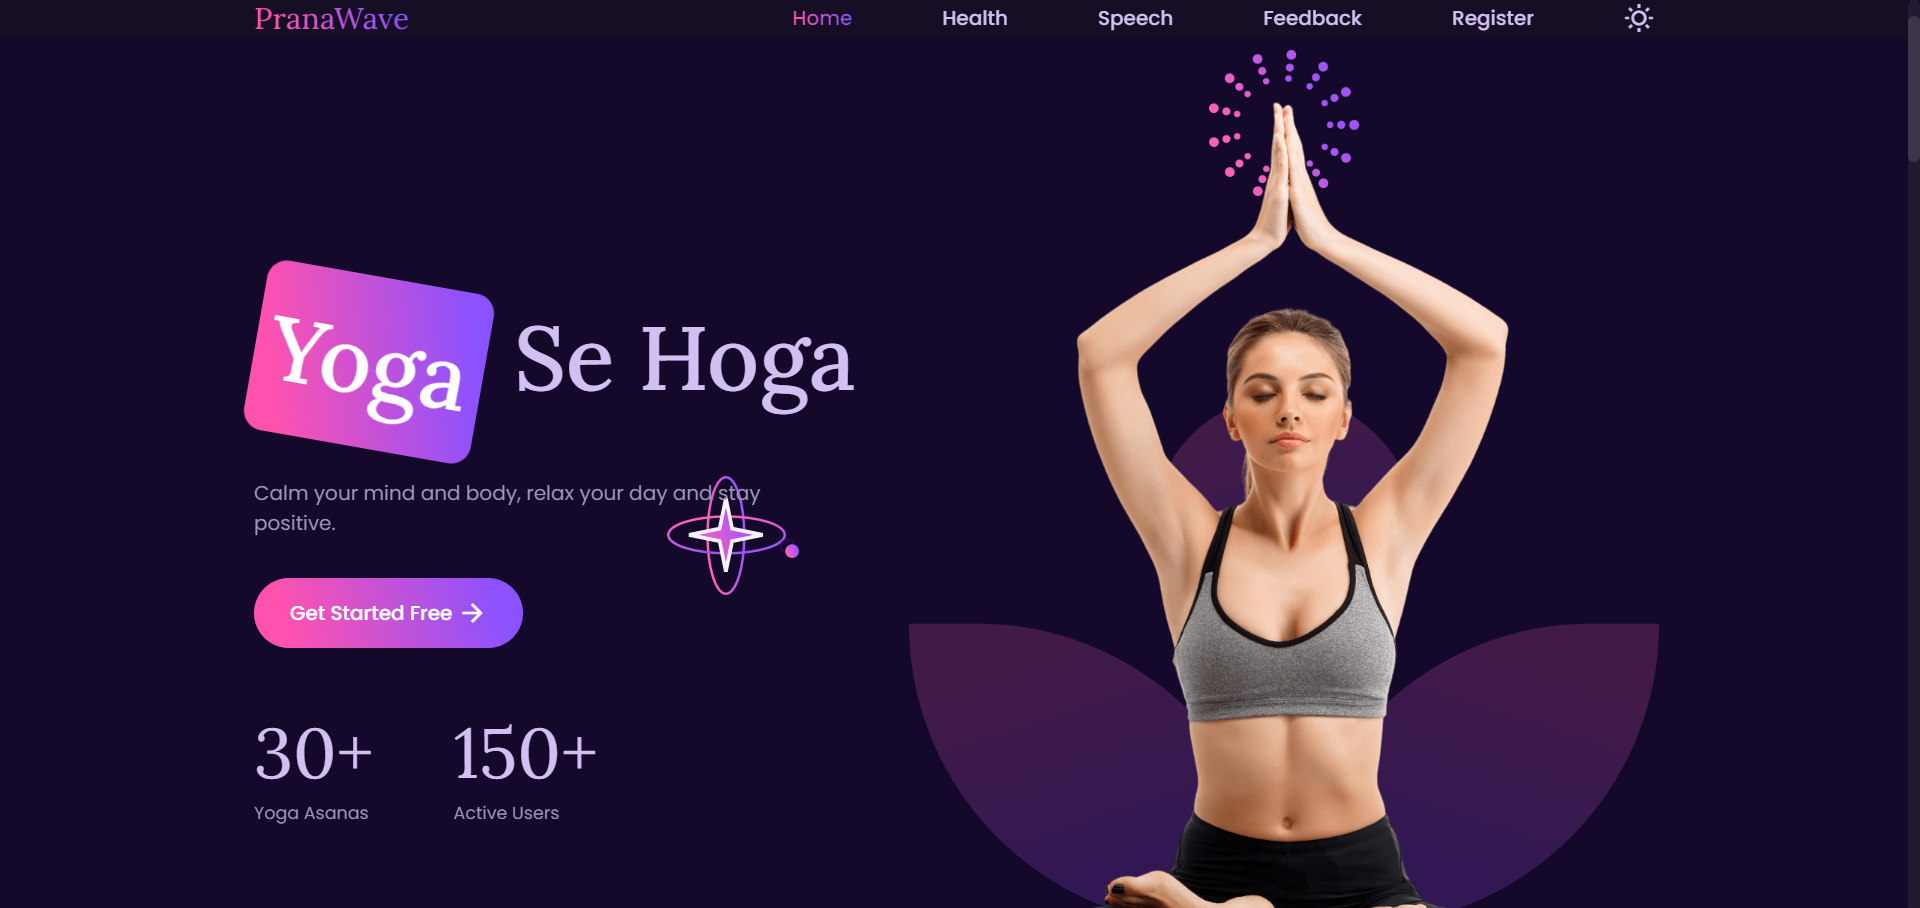 PranaWave
Home Health Speech Feedback Register
Yoga Se Hoga
Calm your mind and body, relax your day and stay
positive.
Get Started Free
30+ 150+
Yoga Asanas Active Users